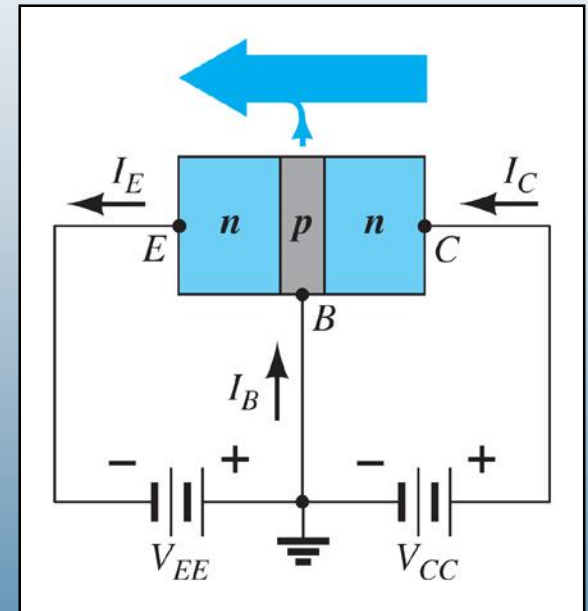 I_E
I_C
n p n
E
C
B
I_B
− + − +
V_EE V_CC